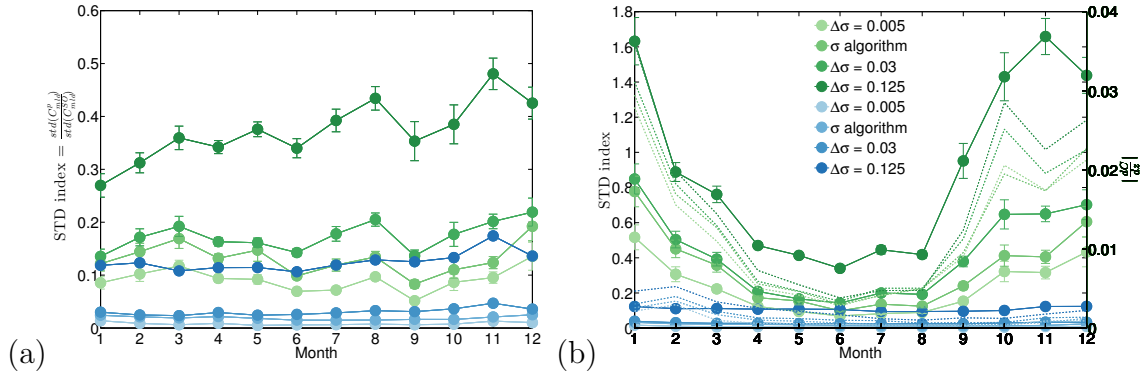 (a)
STD index = std(C^p_mld) / std(C^SO_mld)
0.6
0.5
0.4
0.3
0.2
0.1
0
1 2 3 4 5 6 7 8 9 10 11 12
Month
(b)
STD index
1.8
1.6
1.4
1.2
1
0.8
0.6
0.4
0.2
0
Δσ = 0.005
σ algorithm
Δσ = 0.03
Δσ = 0.125
Δσ = 0.005
σ algorithm
Δσ = 0.03
Δσ = 0.125
0.04
0.03
0.02
0.01
0
1 2 3 4 5 6 7 8 9 10 11 12
Month